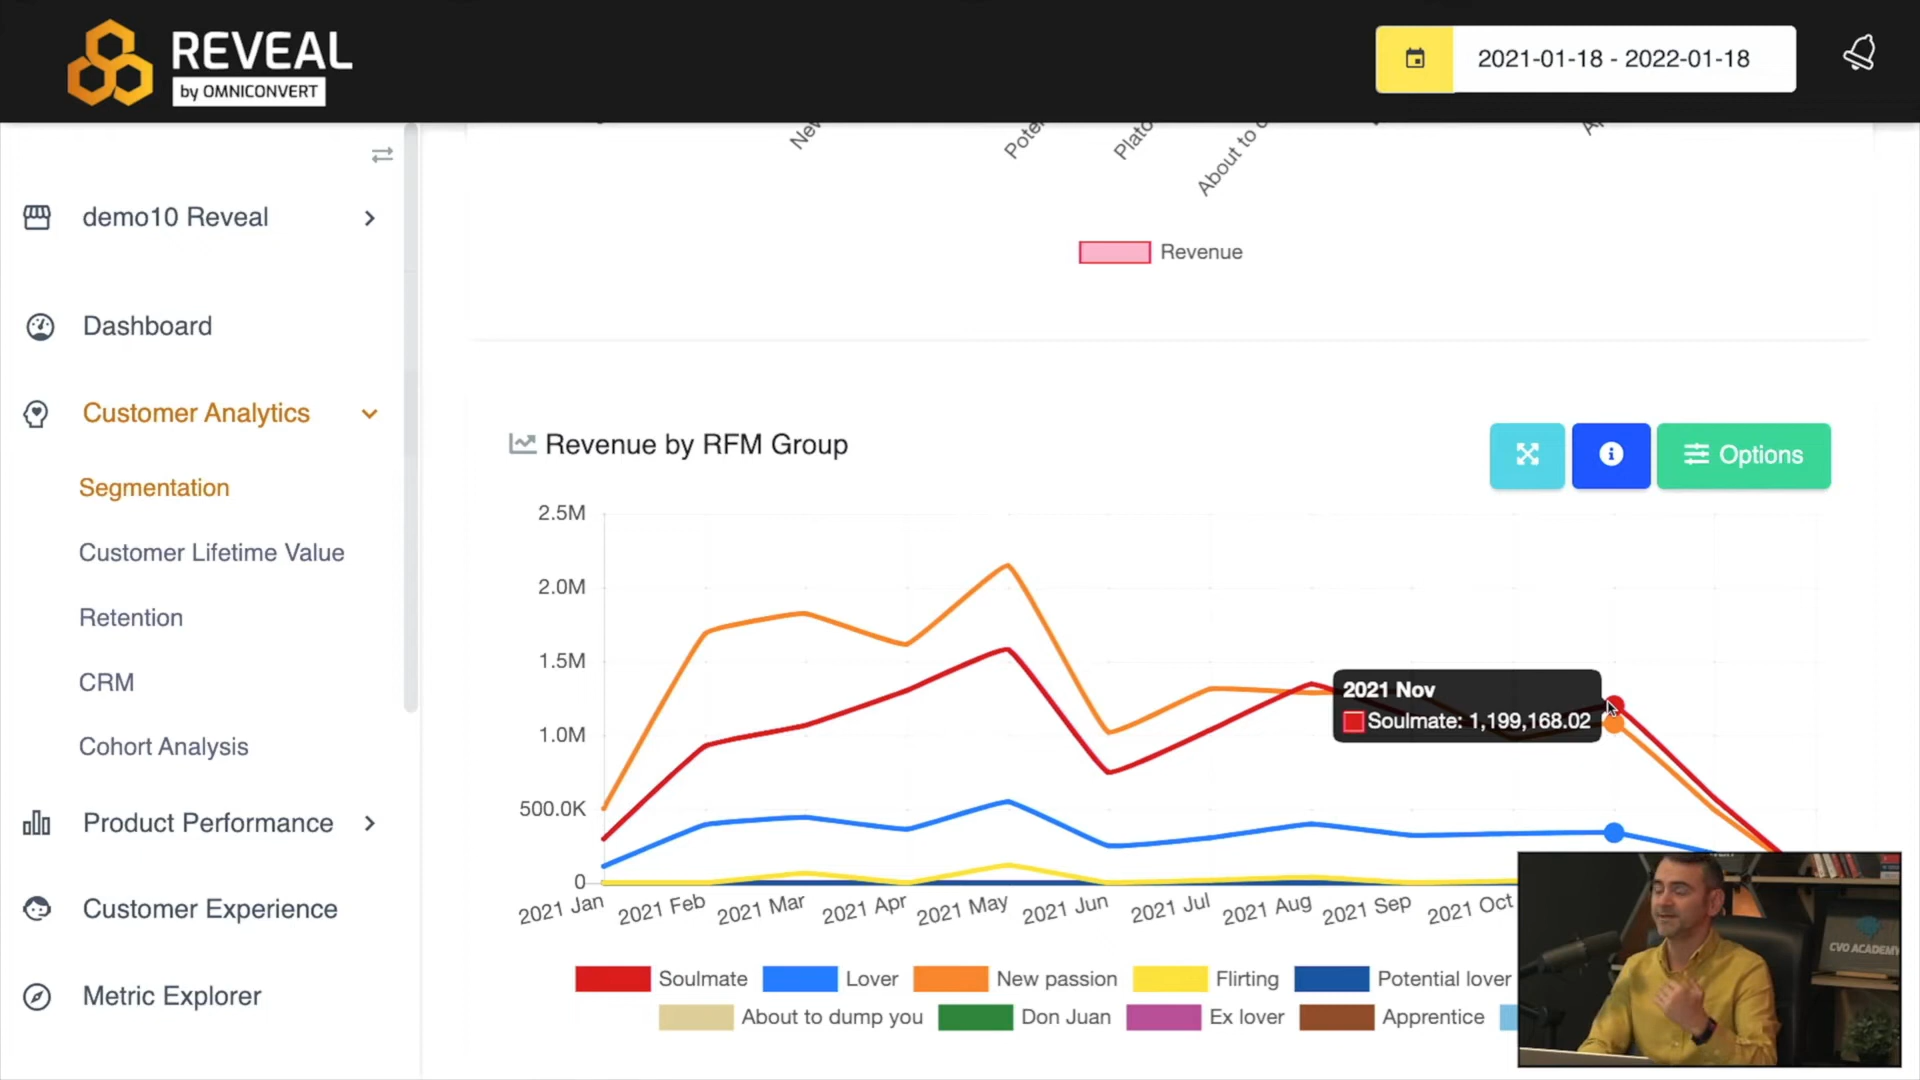 REVEAL
by OMNICONVERT
2021-01-18 - 2022-01-18
demo10 Reveal
Dashboard
Customer Analytics
Segmentation
Customer Lifetime Value
Retention
CRM
Cohort Analysis
Product Performance
Customer Experience
Metric Explorer
About to
Revenue
Revenue by RFM Group
Options
2.5M
2.0M
1.5M
1.0M
500.0K
0
2021 Nov
Soulmate: 1,199,168.02
2021 Jan
2021 Feb
2021 Mar
2021 Apr
2021 May
2021 Jun
2021 Jul
2021 Aug
2021 Sep
2021 Oct
Soulmate
Lover
New passion
Flirting
Potential lover
About to dump you
Don Juan
Ex lover
Apprentice
CVO ACADEMY